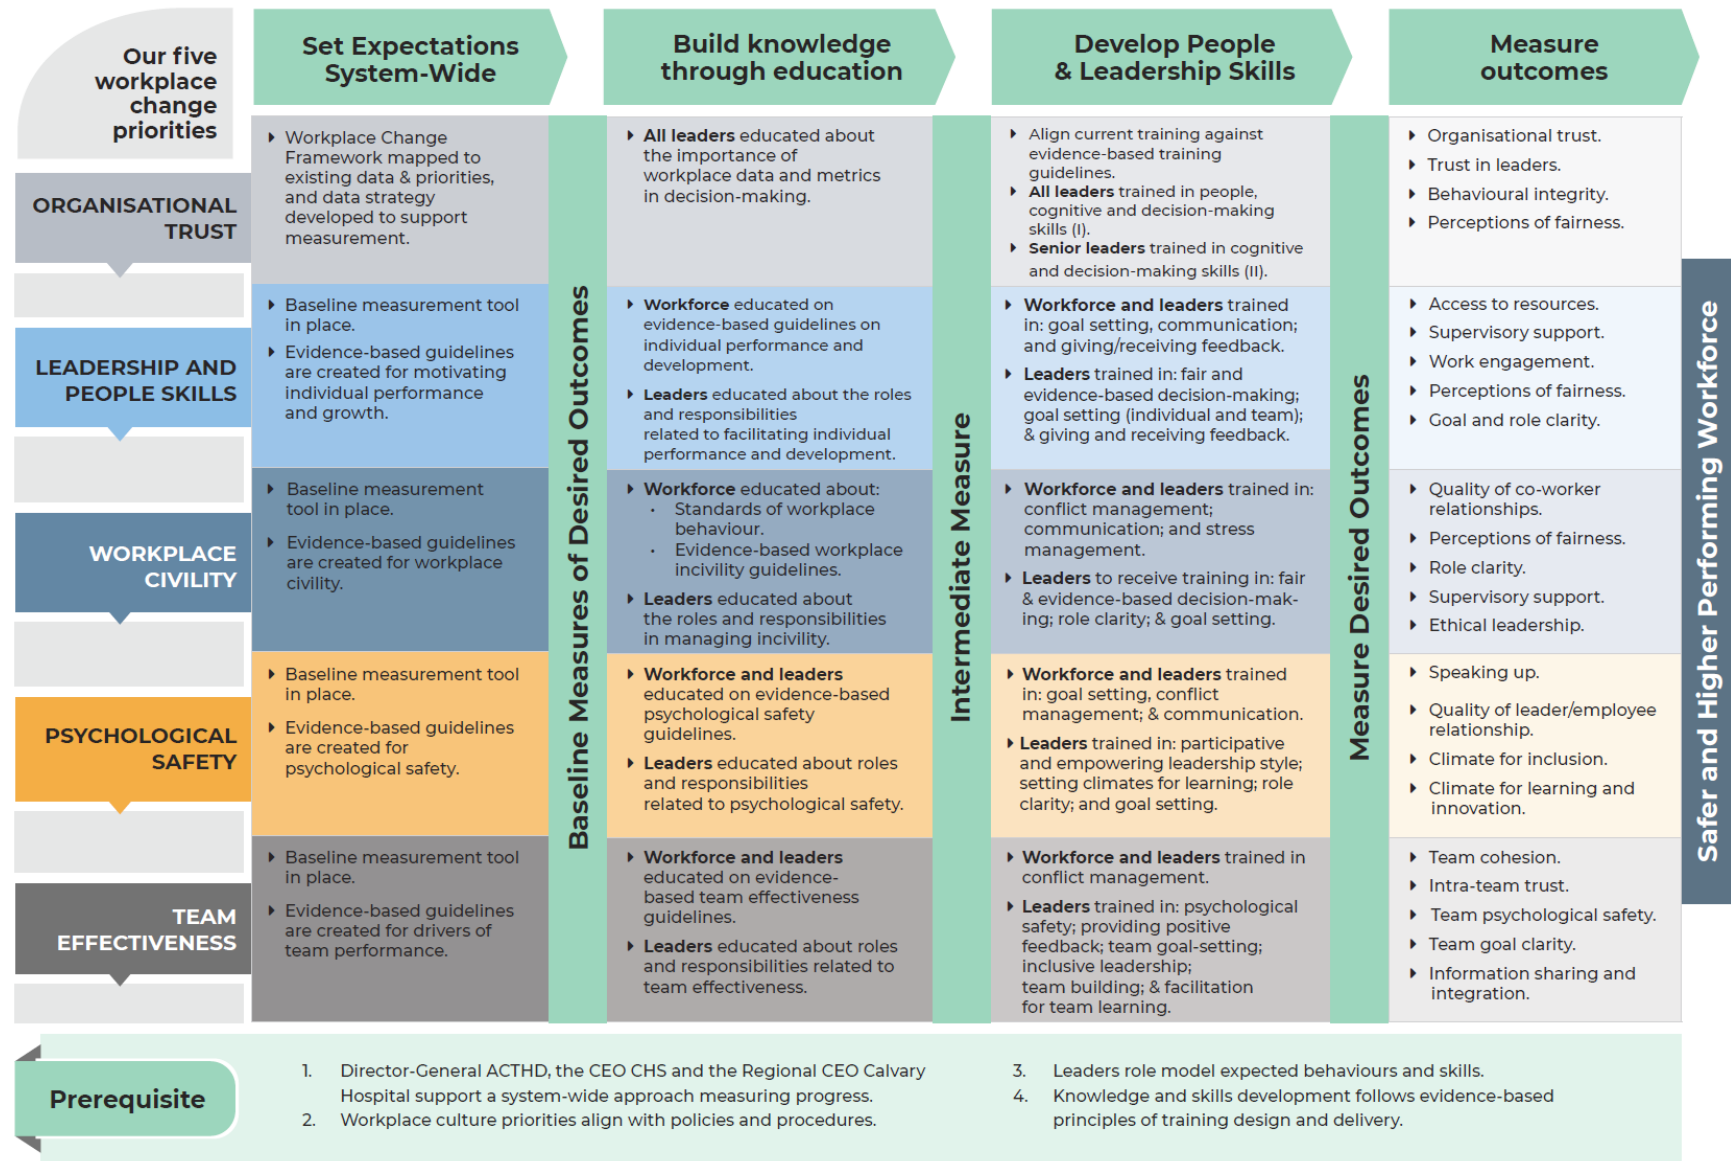 Our five
workplace
change
priorities
Set Expectations
System-Wide
Build knowledge
through education
Develop People
& Leadership Skills
Measure
outcomes
ORGANISATIONAL
TRUST
Workplace Change
Framework mapped to
existing data & priorities,
and data strategy
developed to support
measurement.
All leaders educated about
the importance of
workplace data and metrics
in decision-making.
Align current training against
evidence-based training
guidelines.
All leaders trained in people,
cognitive and decision-making
skills (I).
Senior leaders trained in cognitive
and decision-making skills (II).
Organisational trust.
Trust in leaders.
Behavioural integrity.
Perceptions of fairness.
LEADERSHIP AND
PEOPLE SKILLS
Baseline measurement tool
in place.
Evidence-based guidelines
are created for motivating
individual performance
and growth.
Workforce educated on
evidence-based guidelines on
individual performance and
development.
Leaders educated about the roles
and responsibilities
related to facilitating individual
performance and development.
Workforce and leaders trained
in: goal setting, communication;
and giving/receiving feedback.
Leaders trained in: fair and
evidence-based decision-making;
goal setting (individual and team);
& giving and receiving feedback.
Access to resources.
Supervisory support.
Work engagement.
Perceptions of fairness.
Goal and role clarity.
WORKPLACE
CIVILITY
Baseline measurement
tool in place.
Evidence-based guidelines
are created for workplace
civility.
Workforce educated about:
· Standards of workplace
behaviour.
· Evidence-based workplace
incivility guidelines.
Leaders educated about
the roles and responsibilities
in managing incivility.
Workforce and leaders trained in:
conflict management;
communication; and stress
management.
Leaders to receive training in: fair
& evidence-based decision-mak-
ing; role clarity; & goal setting.
Quality of co-worker
relationships.
Perceptions of fairness.
Role clarity.
Supervisory support.
Ethical leadership.
PSYCHOLOGICAL
SAFETY
Baseline measurement tool
in place.
Evidence-based guidelines
are created for
psychological safety.
Workforce and leaders
educated on evidence-based
psychological safety
guidelines.
Leaders educated about roles
and responsibilities
related to psychological safety.
Workforce and leaders trained
in: goal setting, conflict
management; & communication.
Leaders trained in: participative
and empowering leadership style;
setting climates for learning; role
clarity; and goal setting.
Speaking up.
Quality of leader/employee
relationship.
Climate for inclusion.
Climate for learning and
innovation.
TEAM
EFFECTIVENESS
Baseline measurement tool
in place.
Evidence-based guidelines
are created for drivers of
team performance.
Workforce and leaders
educated on evidence-
based team effectiveness
guidelines.
Leaders educated about roles
and responsibilities related to
team effectiveness.
Workforce and leaders trained in
conflict management.
Leaders trained in: psychological
safety; providing positive
feedback; team goal-setting;
inclusive leadership;
team building; & facilitation
for team learning.
Team cohesion.
Intra-team trust.
Team psychological safety.
Team goal clarity.
Information sharing and
integration.
Baseline Measures of Desired Outcomes
Intermediate Measure
Measure Desired Outcomes
Safer and Higher Performing Workforce
Prerequisite
1. Director-General ACTHD, the CEO CHS and the Regional CEO Calvary
Hospital support a system-wide approach measuring progress.
2. Workplace culture priorities align with policies and procedures.
3. Leaders role model expected behaviours and skills.
4. Knowledge and skills development follows evidence-based
principles of training design and delivery.